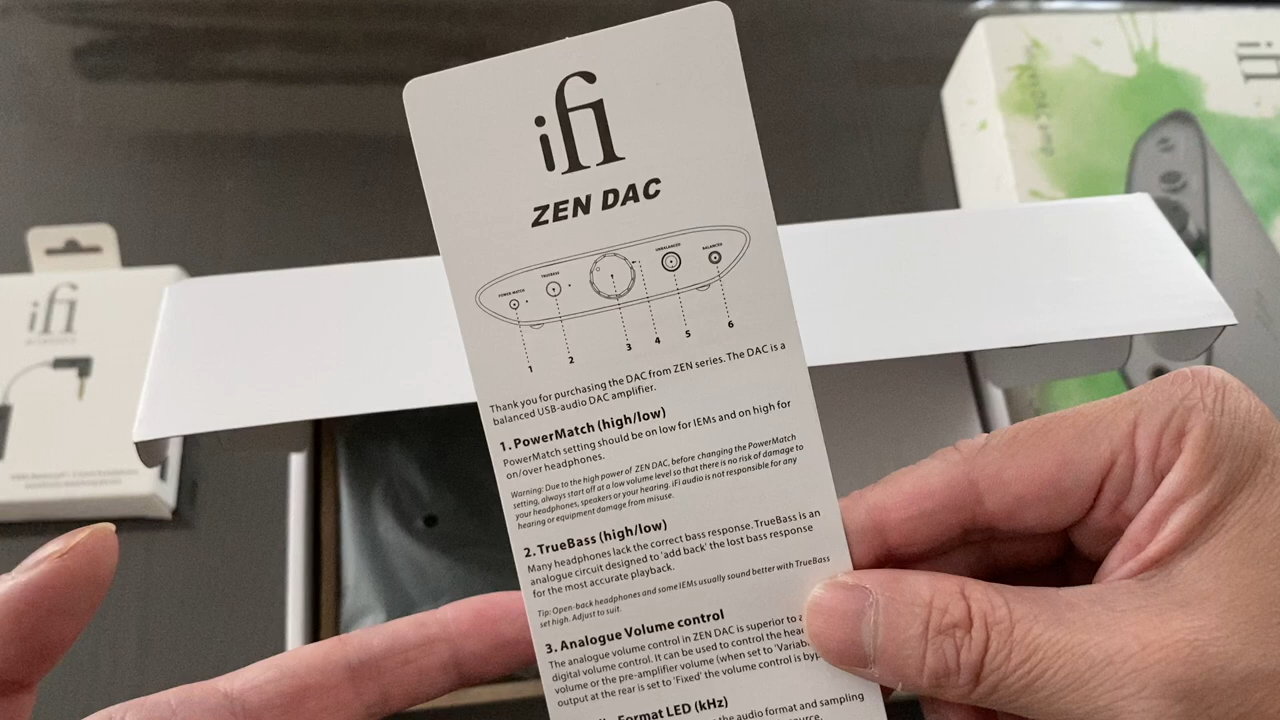 ifi
ZEN DAC
POWER MATCH
TRUEBASS
UNBALANCED
BALANCED
1
2
3
4
5
6
Thank you for purchasing the DAC from ZEN series. The DAC is a
balanced USB-audio DAC amplifier.
1. PowerMatch (high/low)
PowerMatch setting should be on low for IEMs and on high for
on/over headphones.
Warning: Due to the high power of ZEN DAC, before changing the PowerMatch
setting, always start off at a low volume level so that there is no risk of damage to
your headphones, speakers or your hearing. iFi audio is not responsible for any
hearing or equipment damage from misuse.
2. TrueBass (high/low)
Many headphones lack the correct bass response. TrueBass is an
analogue circuit designed to 'add back' the lost bass response
for the most accurate playback.
Tip: Open-back headphones and some IEMs usually sound better with TrueBass
set high. Adjust to suit.
3. Analogue Volume control
The analogue volume control in ZEN DAC is superior to a
digital volume control. It can be used to control the
volume or the pre-amplifier volume (when set to
output at the rear is set to 'Fixed' the volume control is
Format LED (kHz)
the audio format and sampling
ifi
ifi